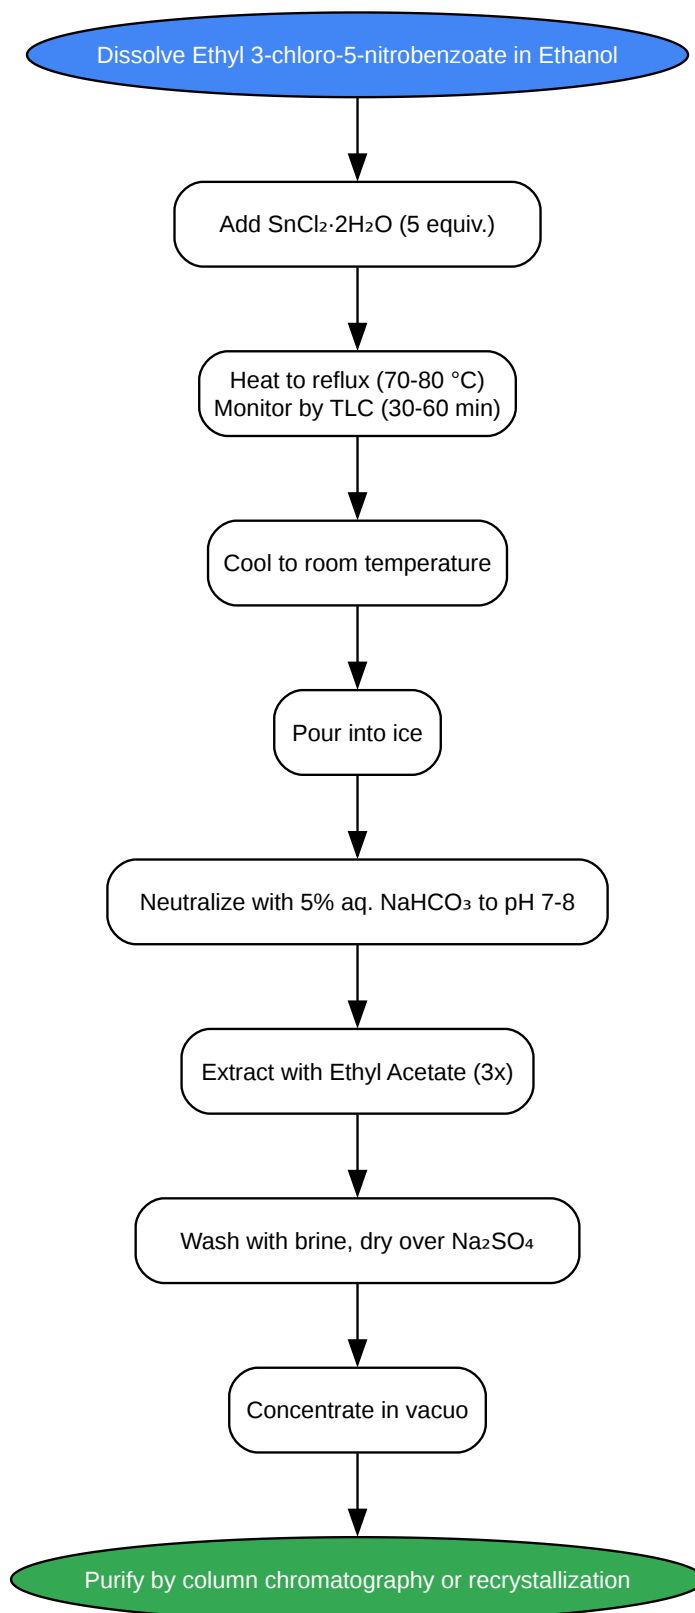 Dissolve Ethyl 3-chloro-5-nitrobenzoate in Ethanol
Add SnCl₂·2H₂O (5 equiv.)
Heat to reflux (70-80 °C)
Monitor by TLC (30-60 min)
Cool to room temperature
Pour into ice
Neutralize with 5% aq. NaHCO₃ to pH 7-8
Extract with Ethyl Acetate (3x)
Wash with brine, dry over Na₂SO₄
Concentrate in vacuo
Purify by column chromatography or recrystallization